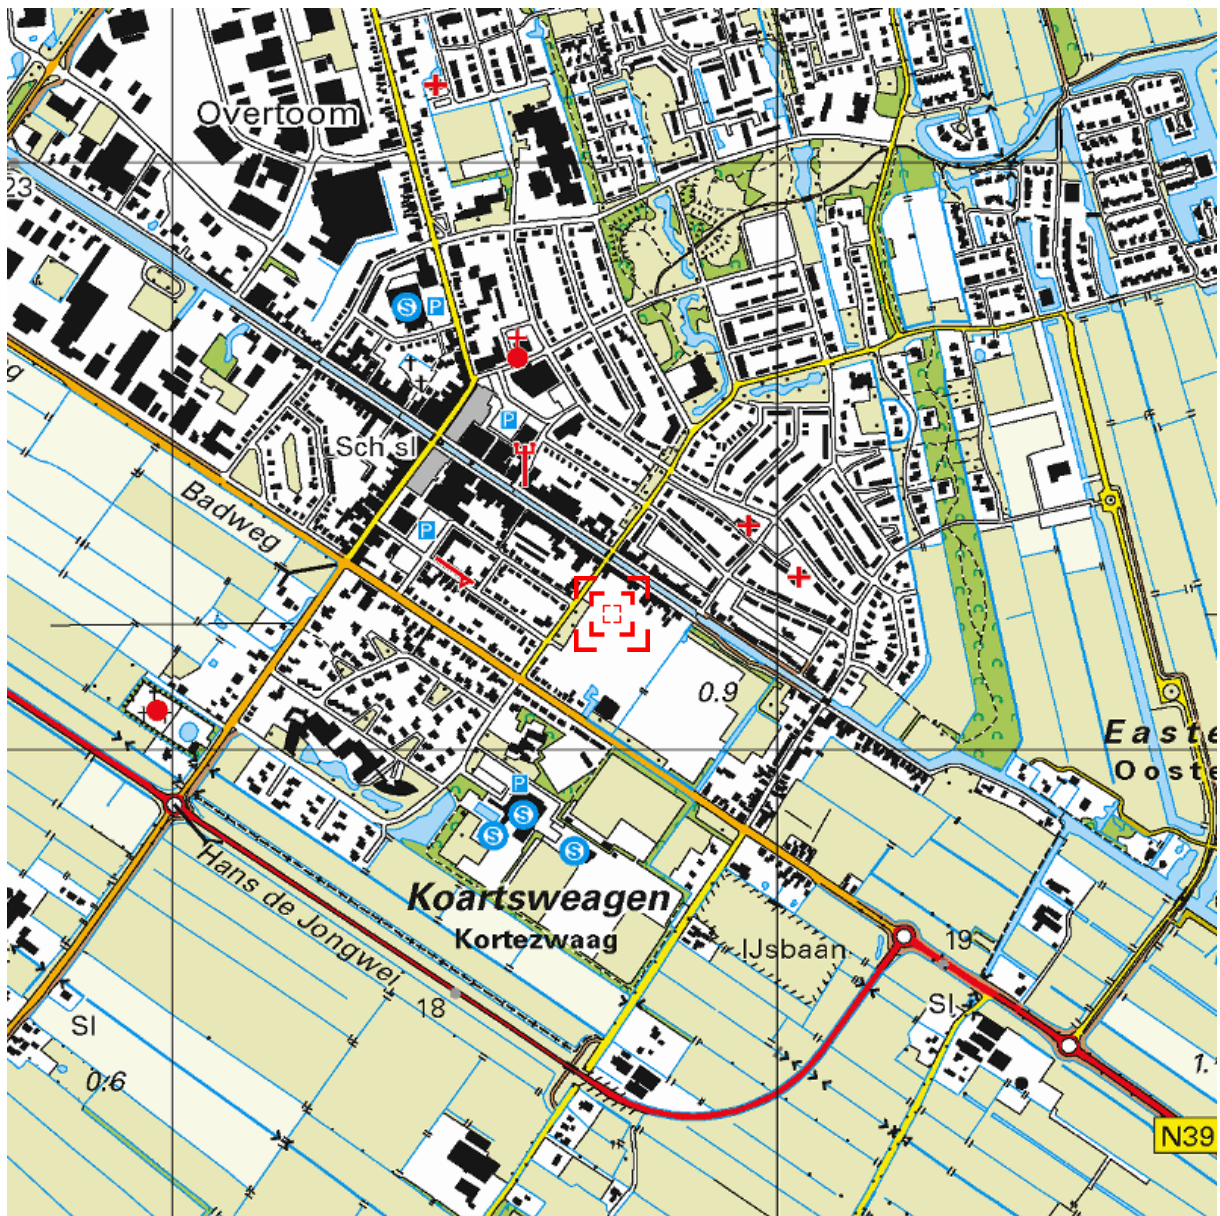 Overtoom
23
S
P
P
Sch sl
g
Badweg
P
0.9
Easte
Ooste
P
S
S
S
Hans de Jongwei
Koartsweagen
Kortezwaag
IJsbaan
19
18
Sl
Sl
0.6
1.
N39